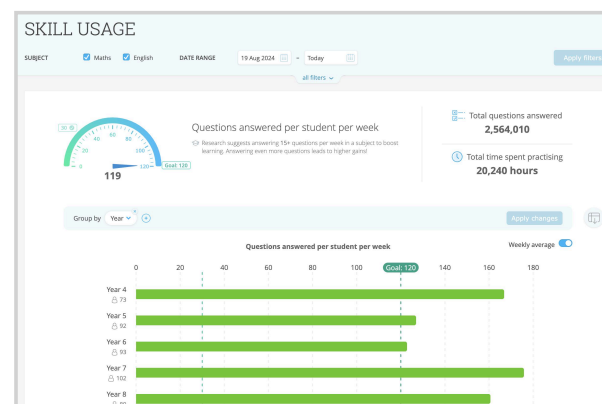 SKILL USAGE
SUBJECT Maths English DATE RANGE 19 Aug 2024 – Today Apply filters
all filters
Total questions answered
2,564,010
Questions answered per student per week
Research suggests answering 15+ questions per week in a subject to boost
learning. Answering even more questions leads to higher gains!
Total time spent practising
20,240 hours
0 20 40 60 80 100 120
Goal: 120
119
Group by Year Apply changes
Questions answered per student per week
Weekly average
0 20 40 60 80 100 Goal: 120 140 160 180
Year 4
73
Year 5
92
Year 6
93
Year 7
102
Year 8